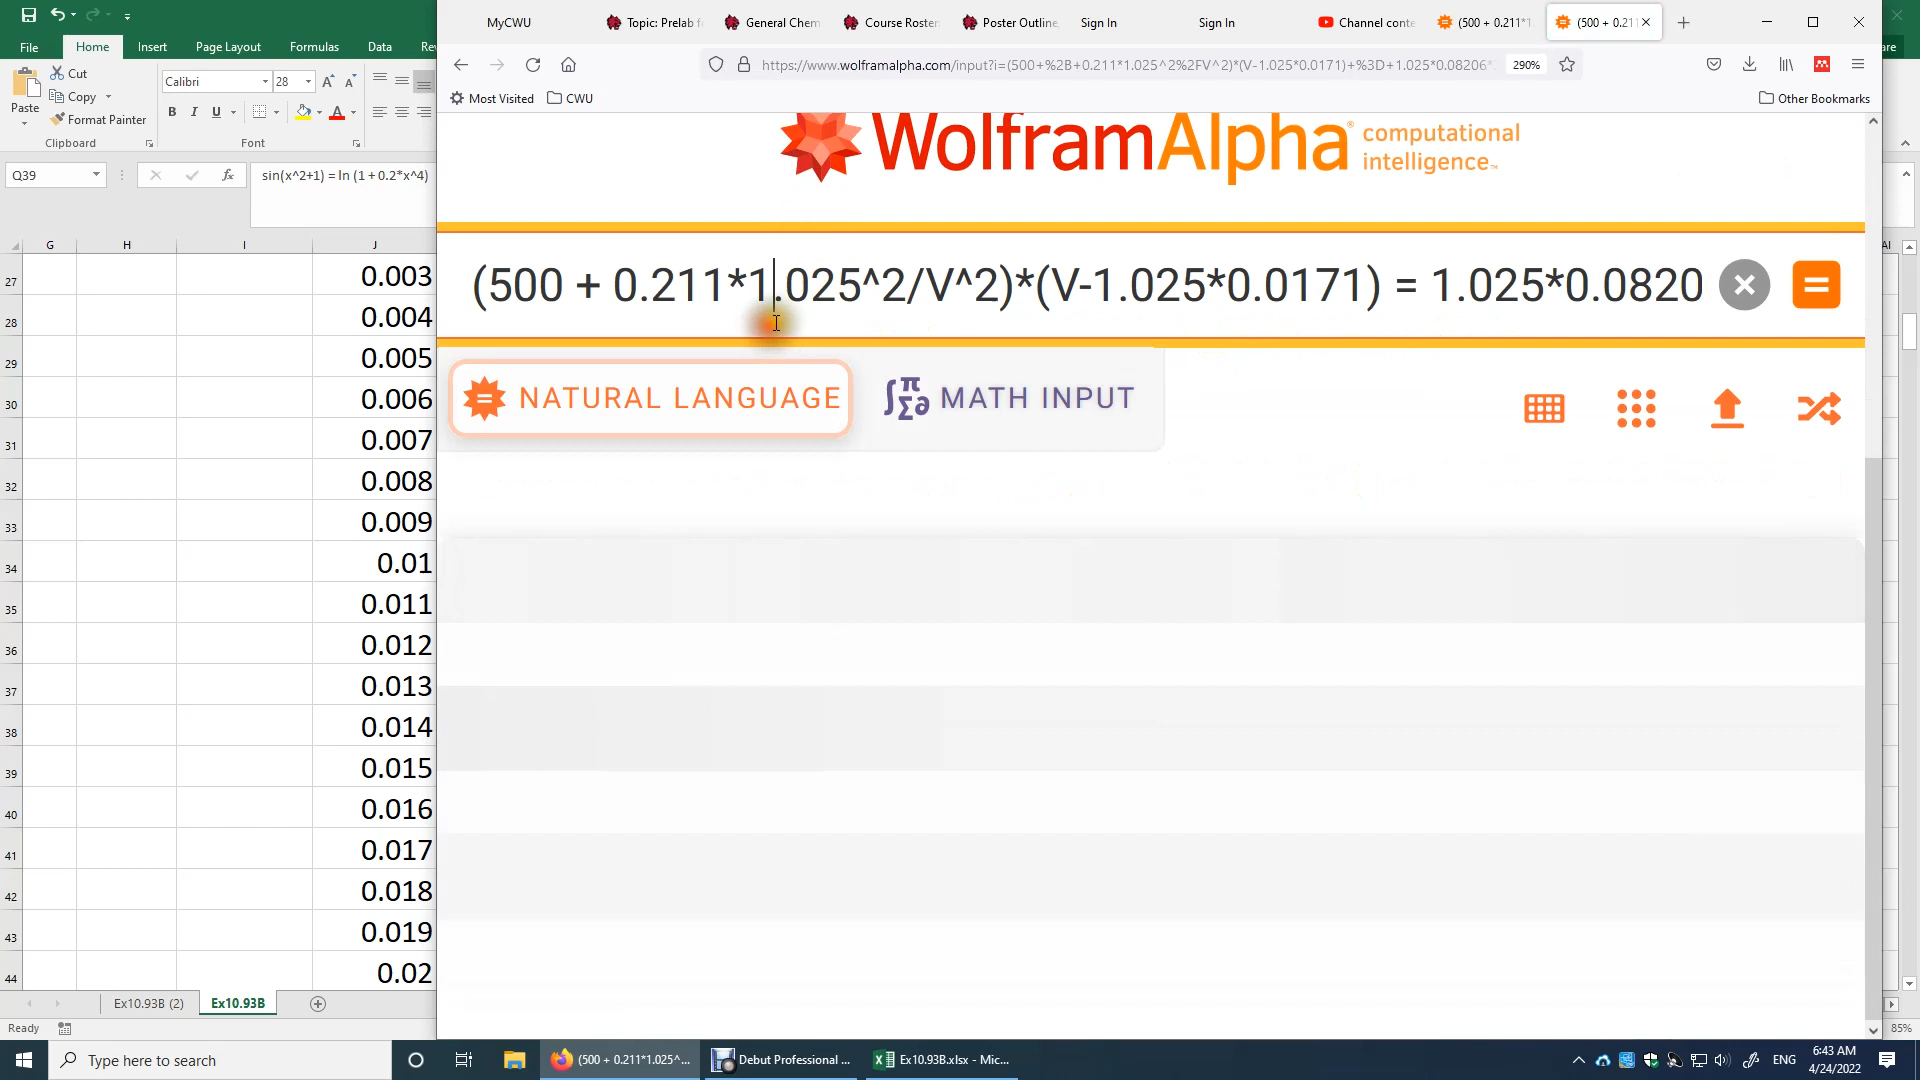 MyCWU
Topic: Prelab f
General Chem
Course Roster
Poster Outline,
Sign In
Sign In
Channel conte
(500 + 0.211*1.
(500 + 0.211
File
Home
Insert
Page Layout
Formulas
Data
Rev
are
https://www.wolframalpha.com/input?i=(500+%2B+0.211*1.025^2%2FV^2)*(V-1.025*0.0171)+%3D+1.025*0.08206*
290%
Most Visited
CWU
Other Bookmarks
Paste
Cut
Copy
Format Painter
Calibri
28
A
A
B
I
U
A
Clipboard
Font
WolframAlpha
computational
intelligence™
Q39
fx
sin(x^2+1) = ln (1 + 0.2*x^4)
(500 + 0.211*1.025^2/V^2)*(V-1.025*0.0171) = 1.025*0.0820
NATURAL LANGUAGE
MATH INPUT
G
H
I
J
AI
27
0.003
28
0.004
29
0.005
30
0.006
31
0.007
32
0.008
33
0.009
34
0.01
35
0.011
36
0.012
37
0.013
38
0.014
39
0.015
40
0.016
41
0.017
42
0.018
43
0.019
44
0.02
Ex10.93B (2)
Ex10.93B
Ready
85%
Type here to search
(500 + 0.211*1.025^...
Debut Professional ...
Ex10.93B.xlsx - Mic...
ENG
6:43 AM
4/24/2022